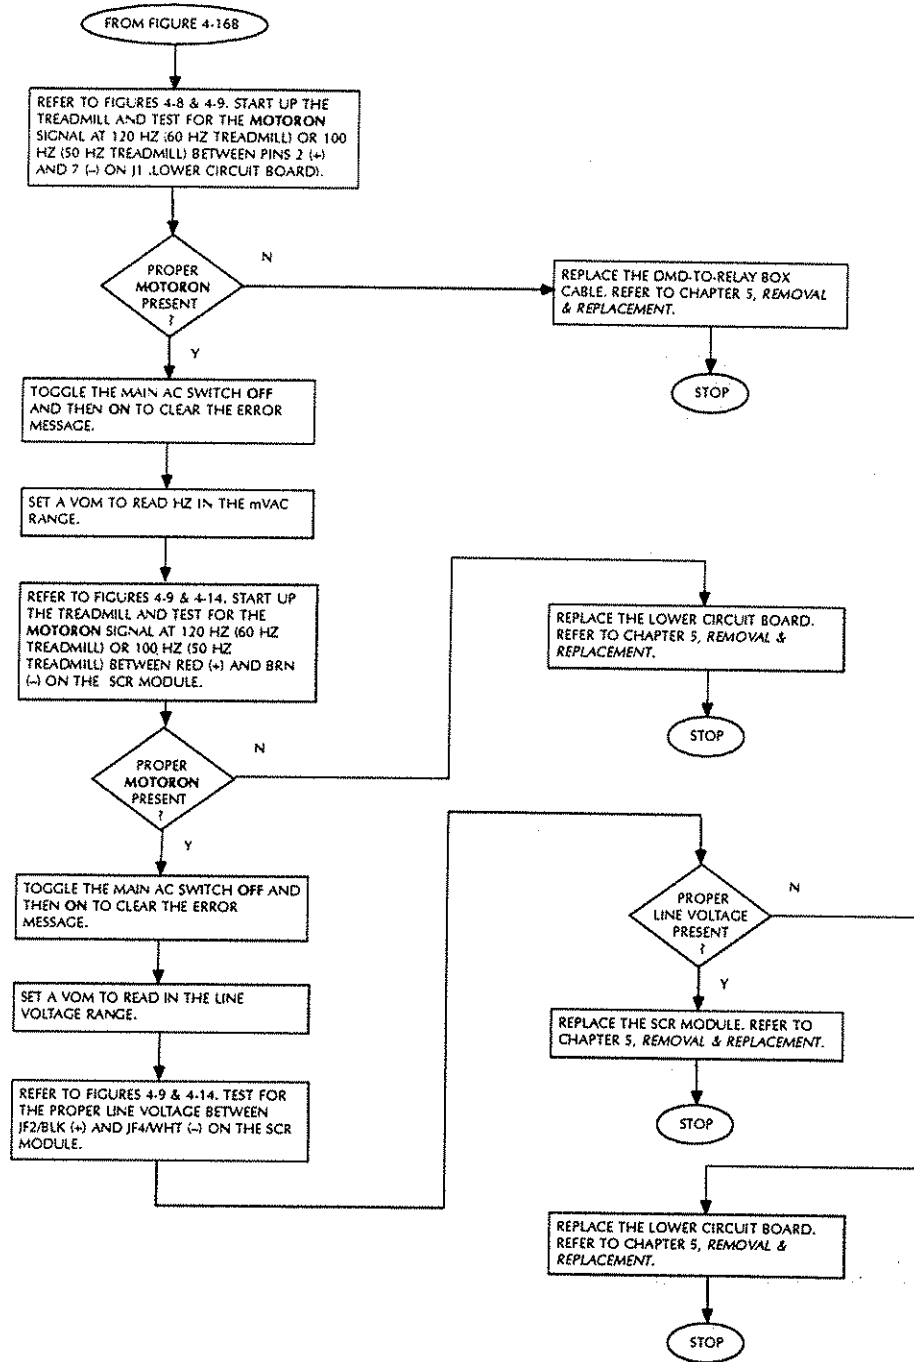 FROM FIGURE 4-16B
REFER TO FIGURES 4-8 & 4-9. START UP THE
TREADMILL AND TEST FOR THE MOTORON
SIGNAL AT 120 HZ (60 HZ TREADMILL) OR 100
HZ (50 HZ TREADMILL) BETWEEN PINS 2 (+)
AND 7 (–) ON J1 .LOWER CIRCUIT BOARD).
PROPER
MOTORON
PRESENT
?
N
REPLACE THE DMD-TO-RELAY BOX
CABLE. REFER TO CHAPTER 5, REMOVAL
& REPLACEMENT.
STOP
Y
TOGGLE THE MAIN AC SWITCH OFF
AND THEN ON TO CLEAR THE ERROR
MESSAGE.
SET A VOM TO READ HZ IN THE mVAC
RANGE.
REFER TO FIGURES 4-9 & 4-14. START UP
THE TREADMILL AND TEST FOR THE
MOTORON SIGNAL AT 120 HZ (60 HZ
TREADMILL) OR 100 HZ (50 HZ
TREADMILL) BETWEEN RED (+) AND BRN
(–) ON THE SCR MODULE.
PROPER
MOTORON
PRESENT
?
N
REPLACE THE LOWER CIRCUIT BOARD.
REFER TO CHAPTER 5, REMOVAL &
REPLACEMENT.
STOP
Y
TOGGLE THE MAIN AC SWITCH OFF AND
THEN ON TO CLEAR THE ERROR
MESSAGE.
SET A VOM TO READ IN THE LINE
VOLTAGE RANGE.
REFER TO FIGURES 4-9 & 4-14. TEST FOR
THE PROPER LINE VOLTAGE BETWEEN
JF2/BLK (+) AND JF4/WHT (–) ON THE SCR
MODULE.
PROPER
LINE VOLTAGE
PRESENT
?
N
Y
REPLACE THE SCR MODULE. REFER TO
CHAPTER 5, REMOVAL & REPLACEMENT.
STOP
REPLACE THE LOWER CIRCUIT BOARD.
REFER TO CHAPTER 5, REMOVAL &
REPLACEMENT.
STOP